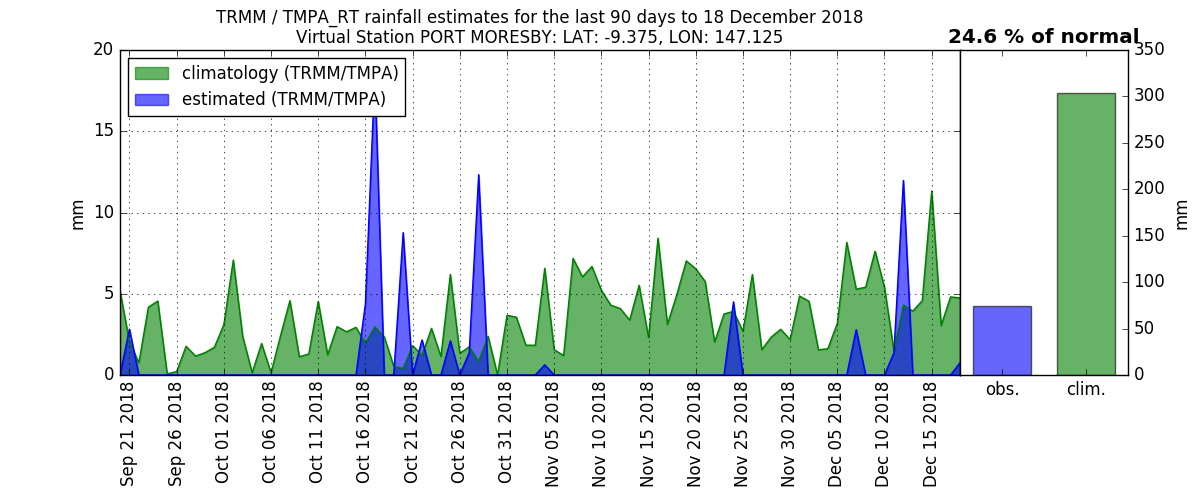 TRMM / TMPA_RT rainfall estimates for the last 90 days to 18 December 2018
Virtual Station PORT MORESBY: LAT: -9.375, LON: 147.125
24.6 % of normal
climatology (TRMM/TMPA)
estimated (TRMM/TMPA)
mm
20
15
10
5
0
Sep 21 2018
Sep 26 2018
Oct 01 2018
Oct 06 2018
Oct 11 2018
Oct 16 2018
Oct 21 2018
Oct 26 2018
Oct 31 2018
Nov 05 2018
Nov 10 2018
Nov 15 2018
Nov 20 2018
Nov 25 2018
Nov 30 2018
Dec 05 2018
Dec 10 2018
Dec 15 2018
obs.
clim.
350
300
250
200
150
100
50
0
mm